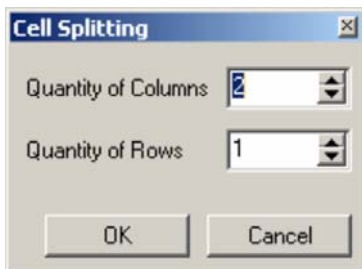 Cell Splitting
Quantity of Columns 2
Quantity of Rows 1
OK Cancel